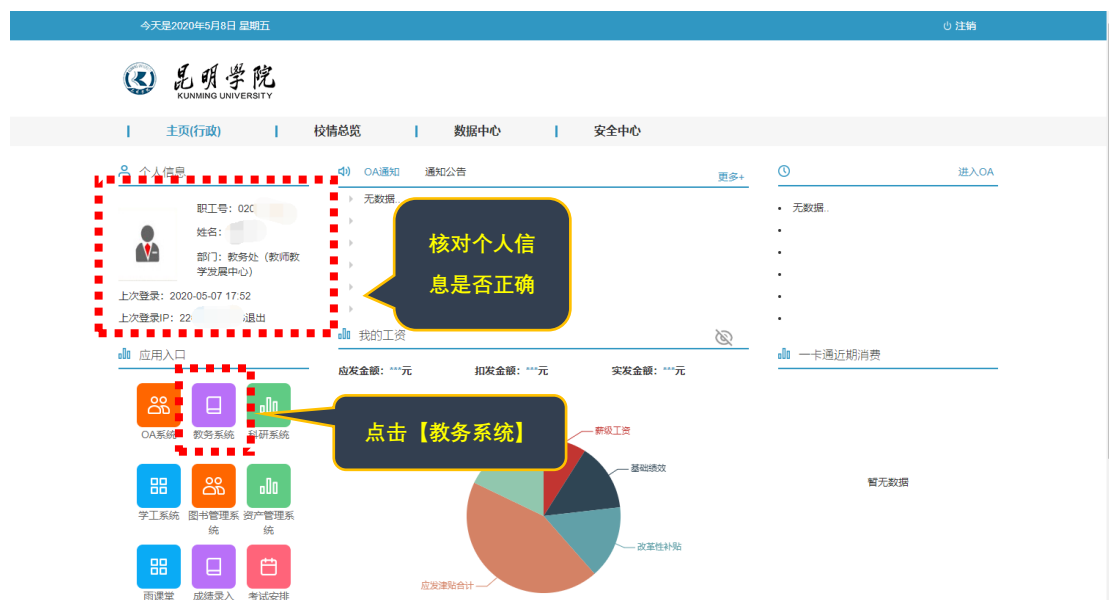 今天是2020年5月8日 星期五
注销
昆明学院
KUNMING UNIVERSITY
主页(行政)
校情总览
数据中心
安全中心
个人信息
OA通知
通知公告
更多+
进入OA
职工号：020
姓名：
部门：教务处（教师教
学发展中心）
上次登录：2020-05-07 17:52
上次登录IP：22
退出
无数据..
无数据..
核对个人信
息是否正确
我的工资
应用入口
一卡通近期消费
应发金额：***元
扣发金额：***元
实发金额：***元
OA系统
教务系统
科研系统
点击【教务系统】
薪级工资
基础绩效
改革性补贴
应发津贴合计
暂无数据
学工系统
图书管理系
统
资产管理系
统
雨课堂
成绩录入
考试安排